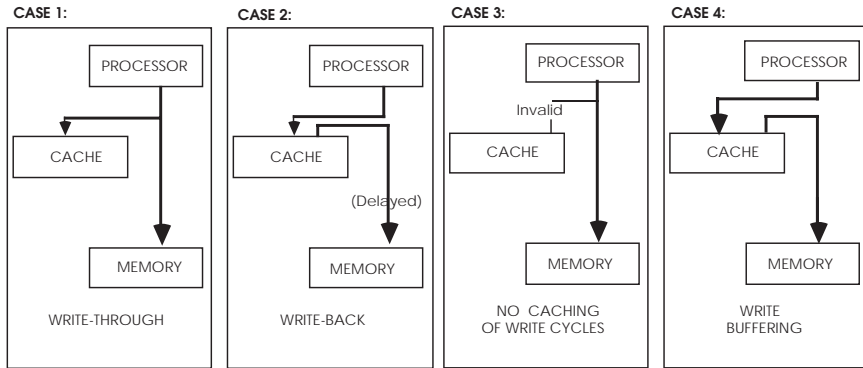 CASE 1:
PROCESSOR
CACHE
MEMORY
WRITE-THROUGH
CASE 2:
PROCESSOR
CACHE
(Delayed)
MEMORY
WRITE-BACK
CASE 3:
PROCESSOR
Invalid
CACHE
MEMORY
NO CACHING
OF WRITE CYCLES
CASE 4:
PROCESSOR
CACHE
MEMORY
WRITE
BUFFERING